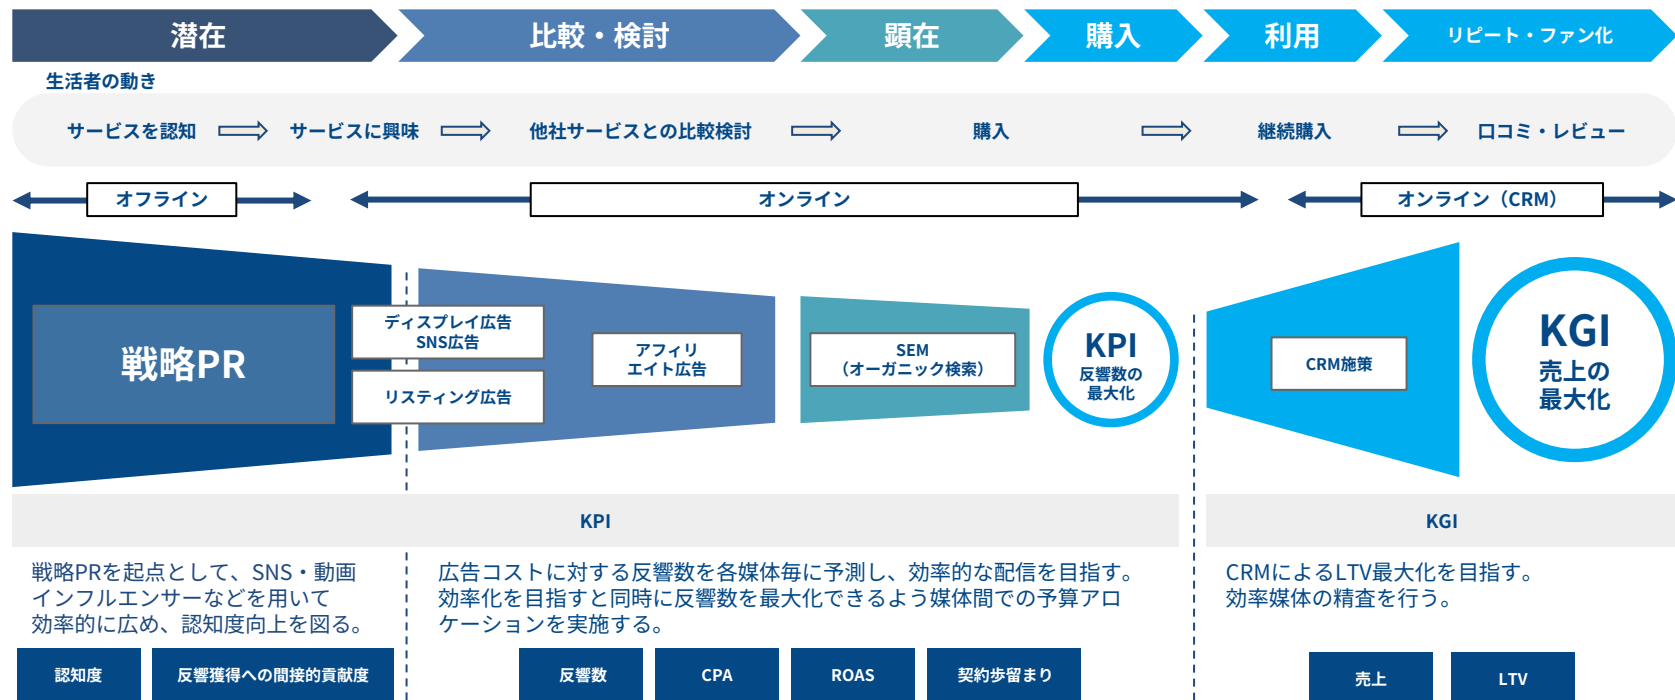 潜在
比較・検討
顕在
購入
利用
リピート・ファン化
生活者の動き
サービスを認知
サービスに興味
他社サービスとの比較検討
購入
継続購入
口コミ・レビュー
オフライン
オンライン
オンライン（CRM）
戦略PR
ディスプレイ広告
SNS広告
リスティング広告
アフィリ
エイト広告
SEM
（オーガニック検索）
KPI
反響数の
最大化
CRM施策
KGI
売上の
最大化
KPI
KGI
戦略PRを起点として、SNS・動画
インフルエンサーなどを用いて
効率的に広め、認知度向上を図る。
広告コストに対する反響数を各媒体毎に予測し、効率的な配信を目指す。
効率化を目指すと同時に反響数を最大化できるよう媒体間での予算アロ
ケーションを実施する。
CRMによるLTV最大化を目指す。
効率媒体の精査を行う。
認知度
反響獲得への間接的貢献度
反響数
CPA
ROAS
契約歩留まり
売上
LTV